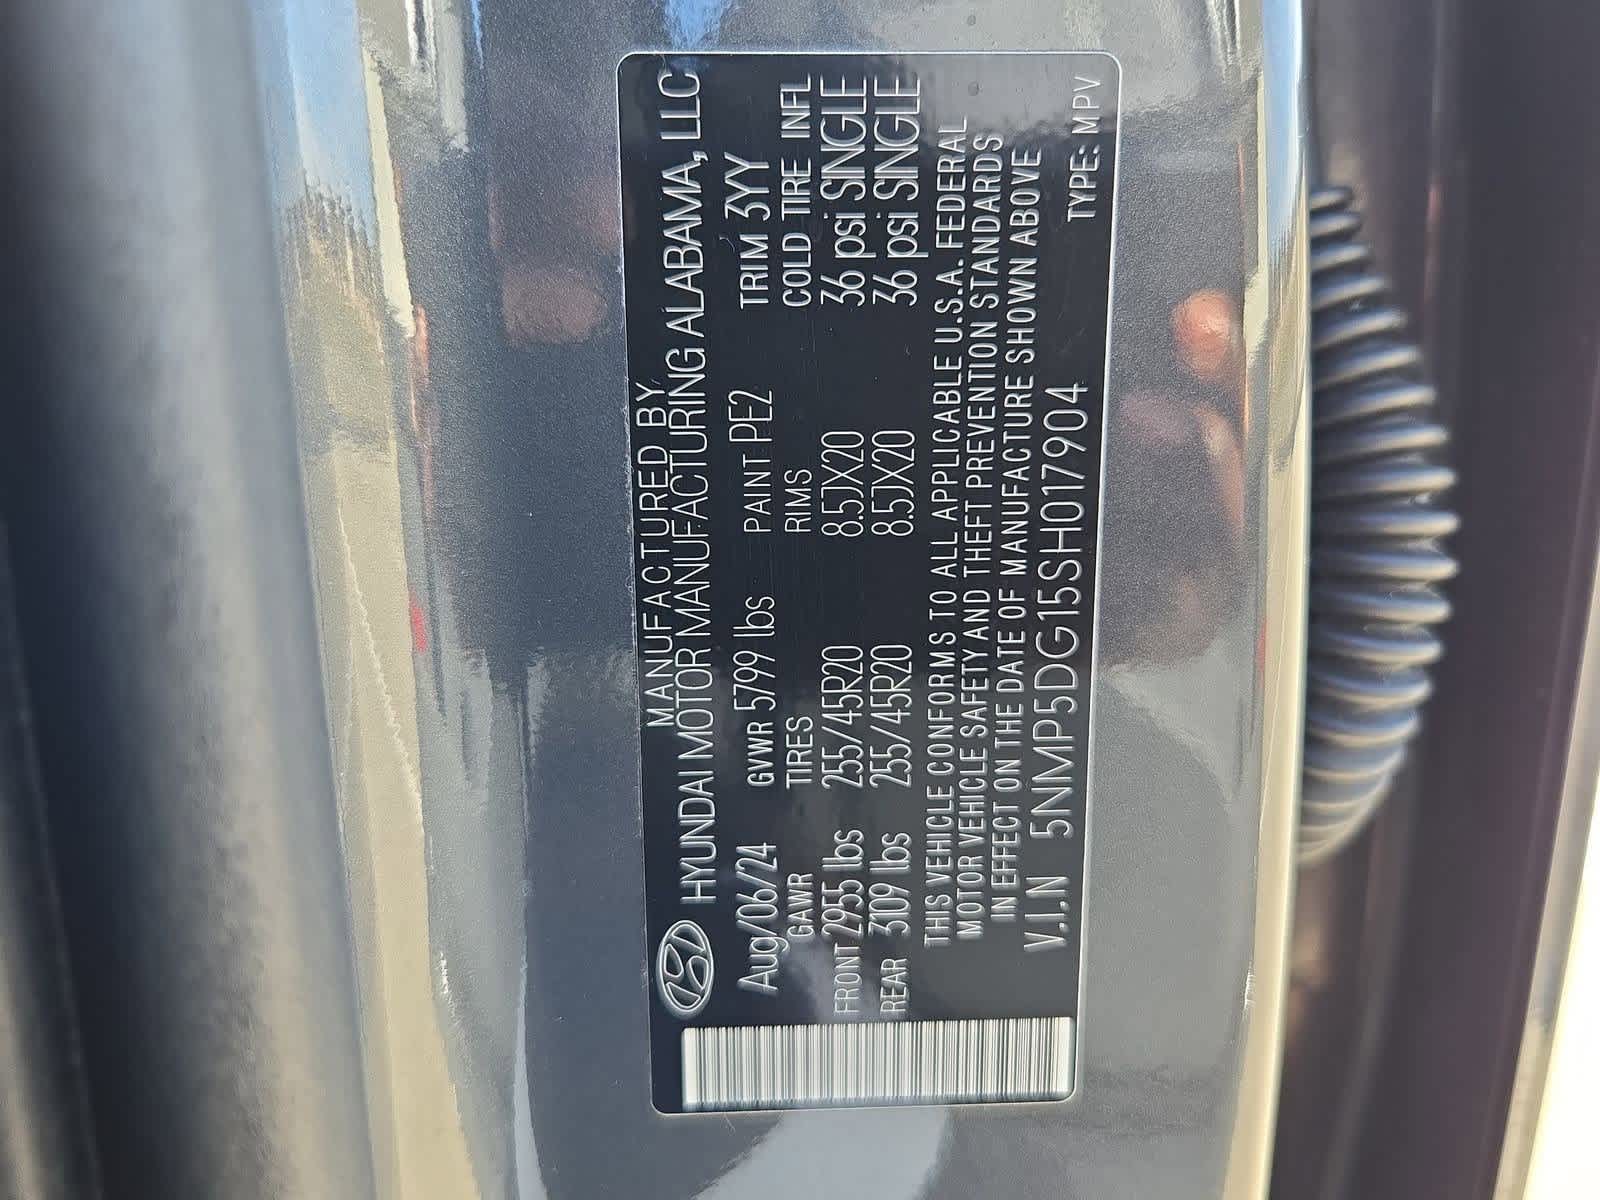 MANUFACTURED BY
HYUNDAI MOTOR MANUFACTURING ALABAMA, LLC
Aug/06/24 GVWR 5799 lbs PAINT PE2 TRIM 3YY
GAWR TIRES RIMS COLD TIRE INFL
FRONT 2955 lbs 255/45R20 8.5JX20 36 psi SINGLE
REAR 3109 lbs 255/45R20 8.5JX20 36 psi SINGLE
THIS VEHICLE CONFORMS TO ALL APPLICABLE U.S.A. FEDERAL
MOTOR VEHICLE SAFETY AND THEFT PREVENTION STANDARDS
IN EFFECT ON THE DATE OF MANUFACTURE SHOWN ABOVE
V.I.N 5NMP5DG15SH017904 TYPE: MPV